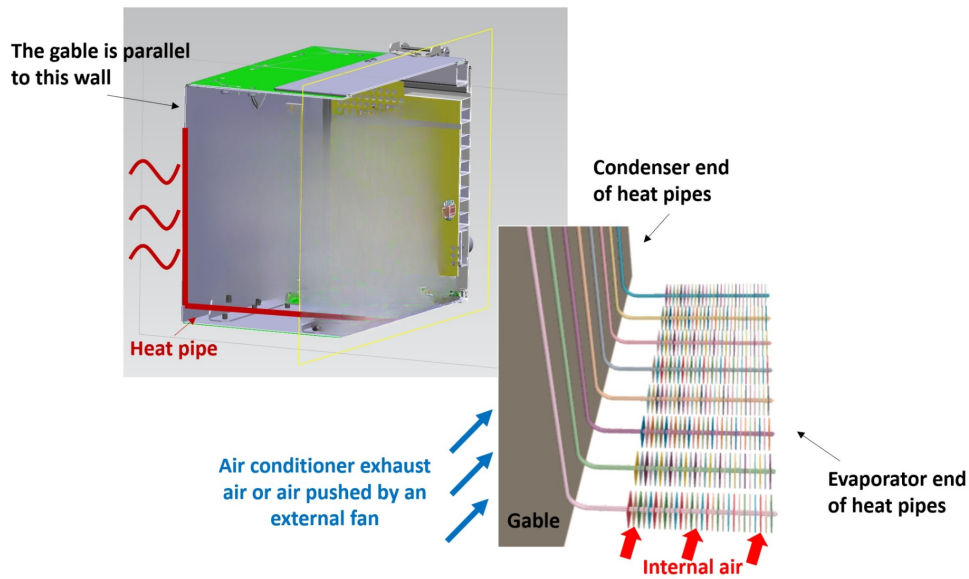 The gable is parallel
to this wall
Heat pipe
Condenser end
of heat pipes
Air conditioner exhaust
air or air pushed by an
external fan
Gable
Evaporator end
of heat pipes
Internal air